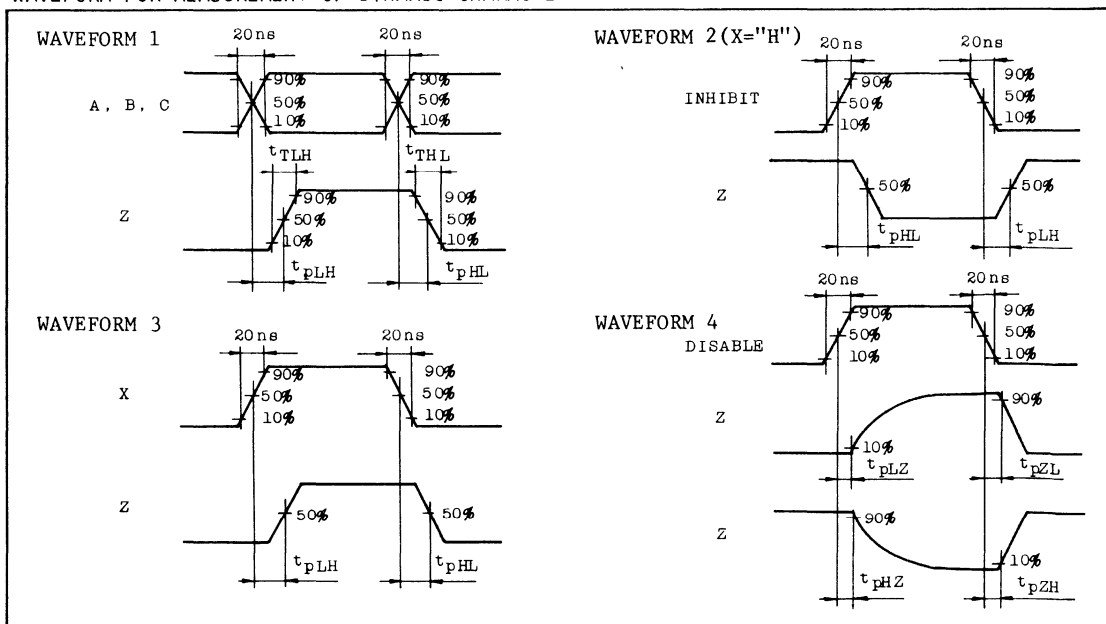 WAVEFORM 1
20ns 20ns
90% 90%
A, B, C 50% 50%
10% 10%
tTLH tTHL
90% 90%
Z 50% 50%
10% 10%
tpLH tpHL
WAVEFORM 2(X="H")
20ns 20ns
90% 90%
INHIBIT 50% 50%
10% 10%
Z 50% 50%
tpHL tpLH
WAVEFORM 3
20ns 20ns
90% 90%
X 50% 50%
10% 10%
Z 50% 50%
tpLH tpHL
WAVEFORM 4
20ns 20ns
90% 90%
50% 50%
DISABLE
10% 10%
Z 90%
10%
tpLZ tpZL
Z 90%
10%
tpHZ tpZH